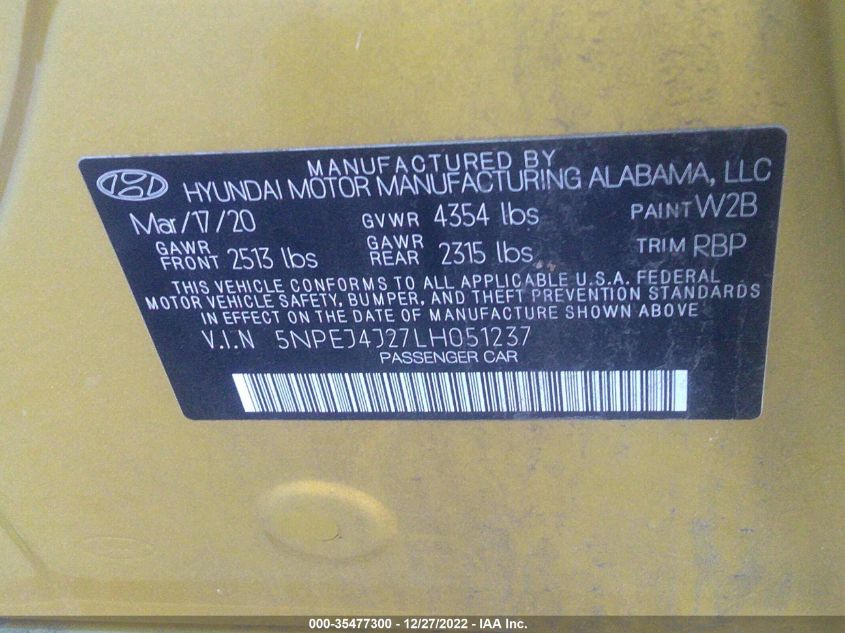 MANUFACTURED BY
HYUNDAI MOTOR MANUFACTURING ALABAMA, LLC
Mar/17/20 GVWR 4354 lbs PAINT W2B
GAWR FRONT 2513 lbs GAWR REAR 2315 lbs TRIM RBP
THIS VEHICLE CONFORMS TO ALL APPLICABLE U.S.A. FEDERAL
MOTOR VEHICLE SAFETY, BUMPER, AND THEFT PREVENTION STANDARDS
IN EFFECT ON THE DATE OF MANUFACTURE SHOWN ABOVE
V.I.N 5NPEJ4J27LH051237
PASSENGER CAR
000-35477300 - 12/27/2022 - IAA Inc.